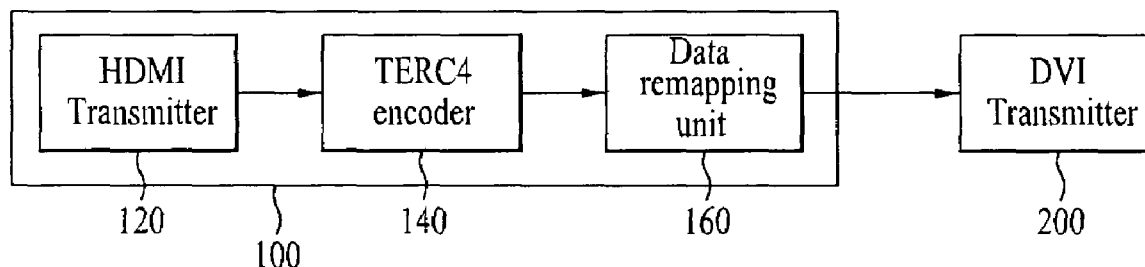 HDMI
Transmitter
TERC4
encoder
Data
remapping
unit
DVI
Transmitter
120
140
160
200
100